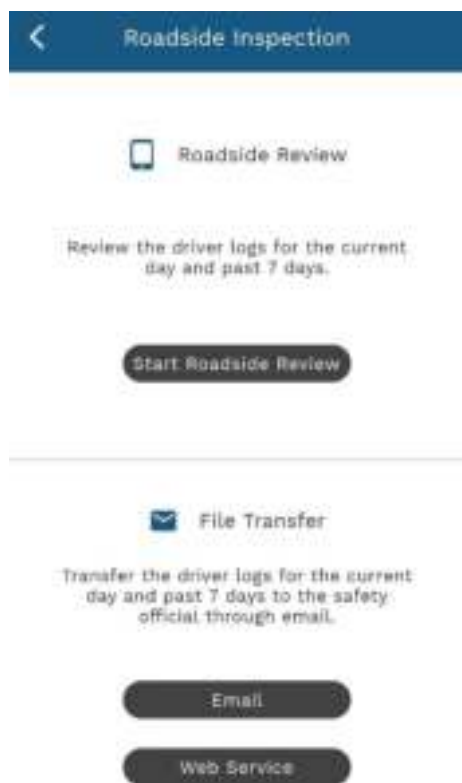 Roadside Inspection
Roadside Review
Review the driver logs for the current
day and past 7 days.
Start Roadside Review
File Transfer
Transfer the driver logs for the current
day and past 7 days to the safety
official through email.
Email
Web Service